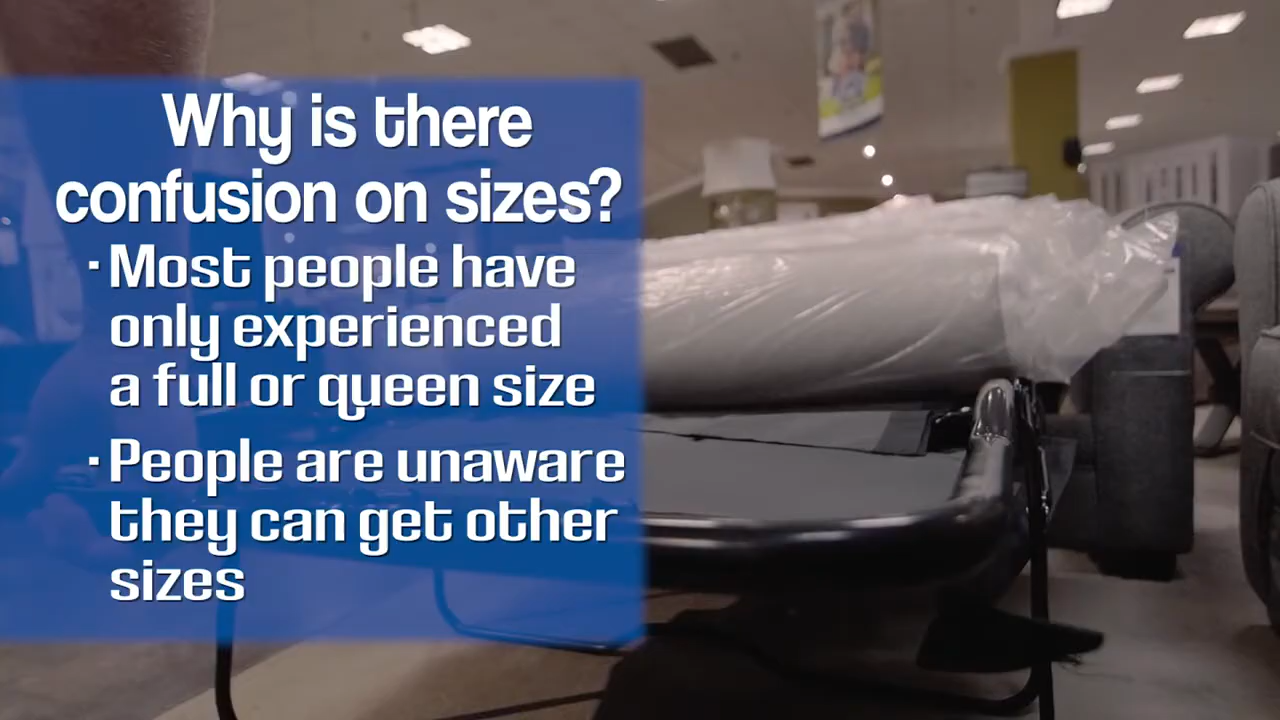 Why is there
confusion on sizes?
· Most people have
only experienced
a full or queen size
· People are unaware
they can get other
sizes